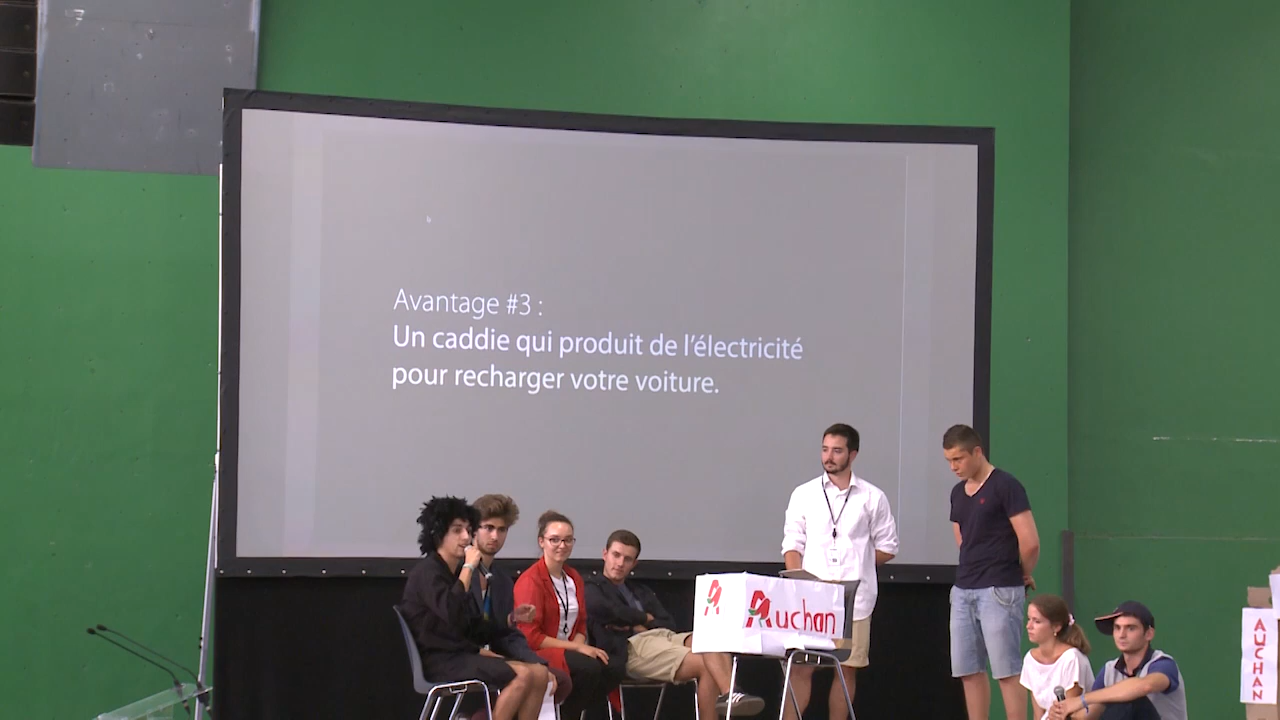 Avantage #3 :
Un caddie qui produit de l'électricité
pour recharger votre voiture.
Auchan
AUCHAN